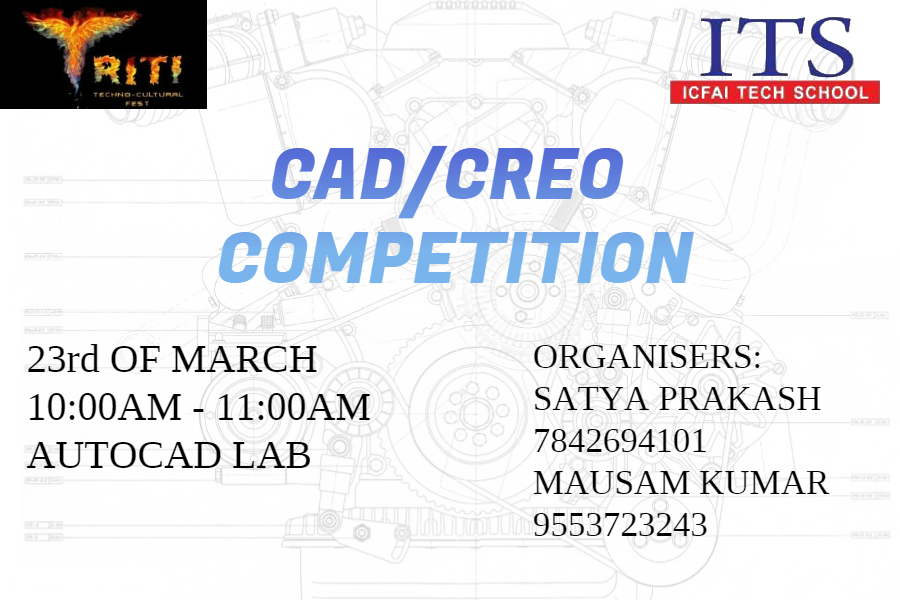 TRITI
TECHNO-CULTURAL
FEST
ITS
ICFAI TECH SCHOOL
CAD/CREO
COMPETITION
23rd OF MARCH
10:00AM - 11:00AM
AUTOCAD LAB
ORGANISERS:
SATYA PRAKASH
7842694101
MAUSAM KUMAR
9553723243